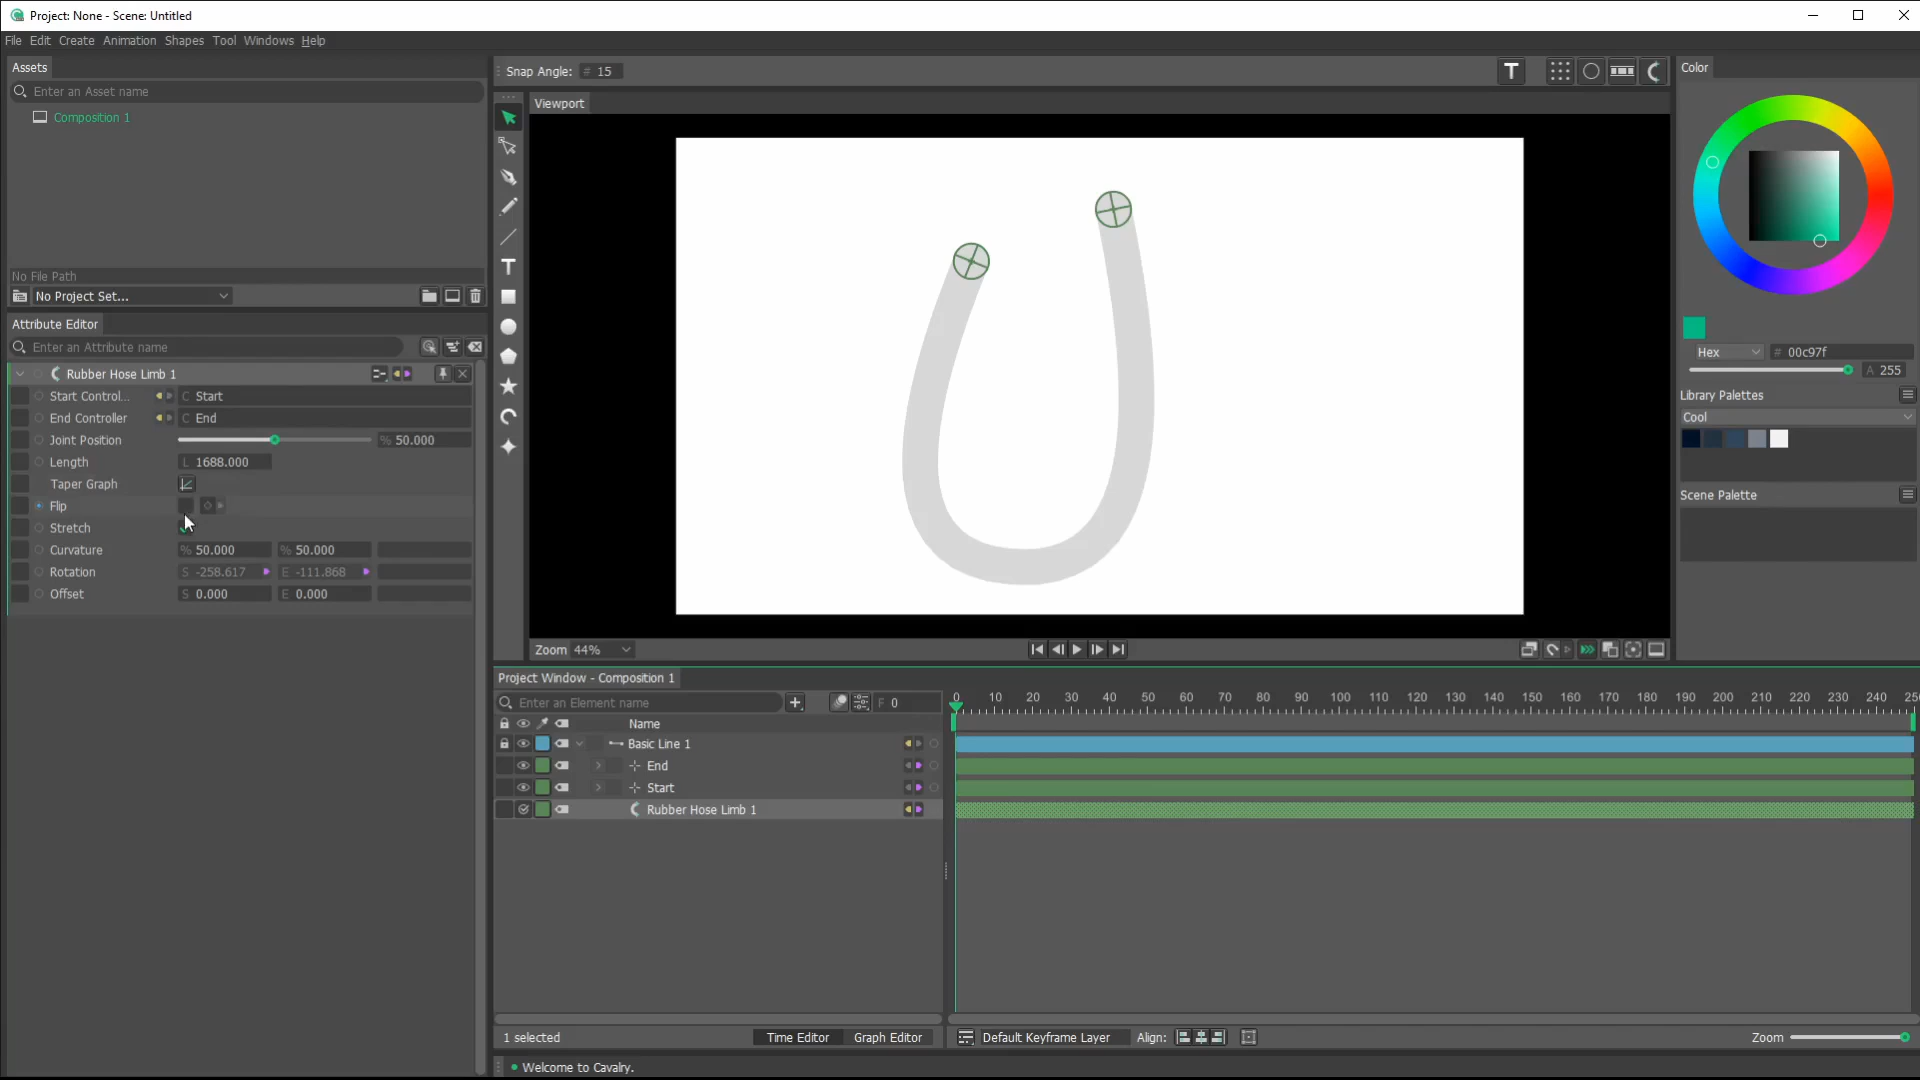 Project: None - Scene: Untitled
File Edit Create Animation Shapes Tool Windows Help
Assets
Enter an Asset name
Composition 1
No File Path
No Project Set...
Attribute Editor
Enter an Attribute name
Rubber Hose Limb 1
Start Control... C Start
End Controller C End
Joint Position % 50.000
Length L 1688.000
Taper Graph
Flip
Stretch
Curvature % 50.000 % 50.000
Rotation S -258.617 E -111.868
Offset S 0.000 E 0.000
Snap Angle: # 15
Viewport
Zoom 44%
Color
Hex # 00c97f
A 255
Library Palettes
Cool
Scene Palette
Project Window - Composition 1
Enter an Element name F 0
0 10 20 30 40 50 60 70 80 90 100 110 120 130 140 150 160 170 180 190 200 210 220 230 240 250
Name
Basic Line 1
End
Start
Rubber Hose Limb 1
1 selected Time Editor Graph Editor Default Keyframe Layer Align: Zoom
Welcome to Cavalry.